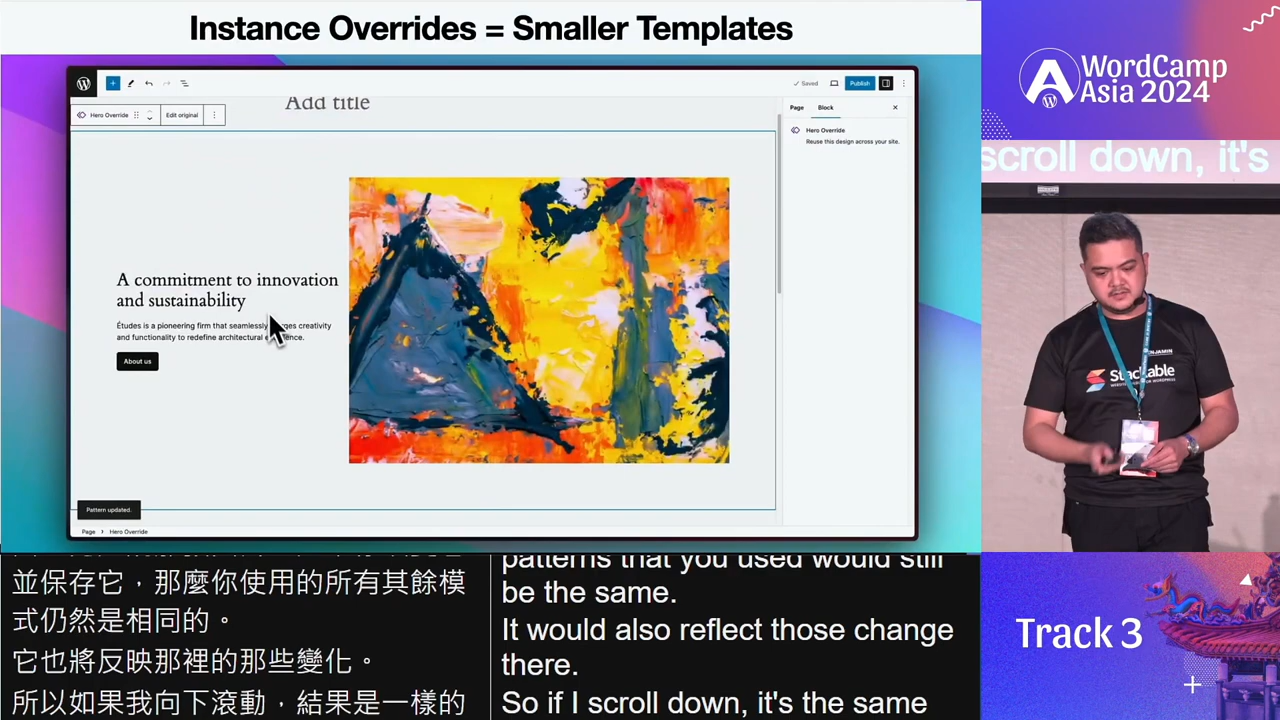 Instance Overrides = Smaller Templates
Add title
Saved
Publish
Hero Override
Edit original
Page
Block
Hero Override
Reuse this design across your site.
A commitment to innovation
and sustainability
Études is a pioneering firm that seamlessly creativity
and functionality to redefine architectural
About us
Pattern updated.
Page > Hero Override
WordCamp
Asia 2024
scroll down, it's
Stackable
並保存它，那麼你使用的所有其餘模
式仍然是相同的。
它也將反映那裡的那些變化。
所以如果我向下滾動，結果是一樣的
patterns that you used would still
be the same.
It would also reflect those change
there.
So if I scroll down, it's the same
Track 3